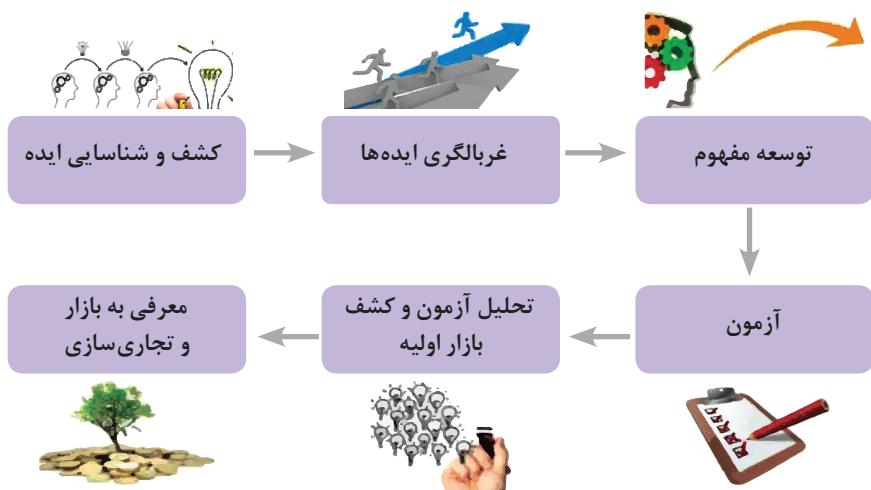 کشف و شناسایی ایده
غربالگری ایده‌ها
توسعه مفهوم
آزمون
تحلیل آزمون و کشف
بازار اولیه
معرفی به بازار
و تجاری‌سازی